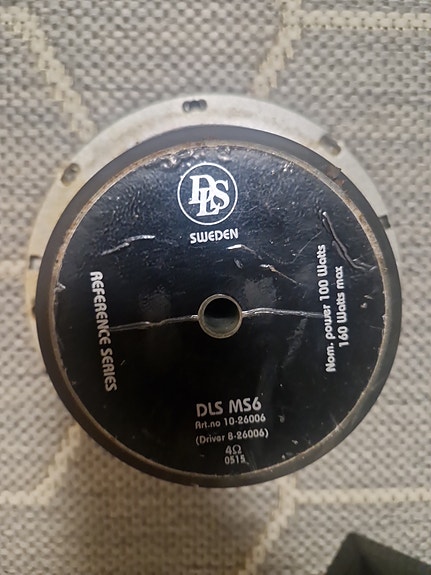 DLS
SWEDEN
REFERENCE SERIES
Nom. power 100 Watts
160 Watts max
DLS MS6
Art.no 10-26006
(Driver 8-26006)
4Ω
0515